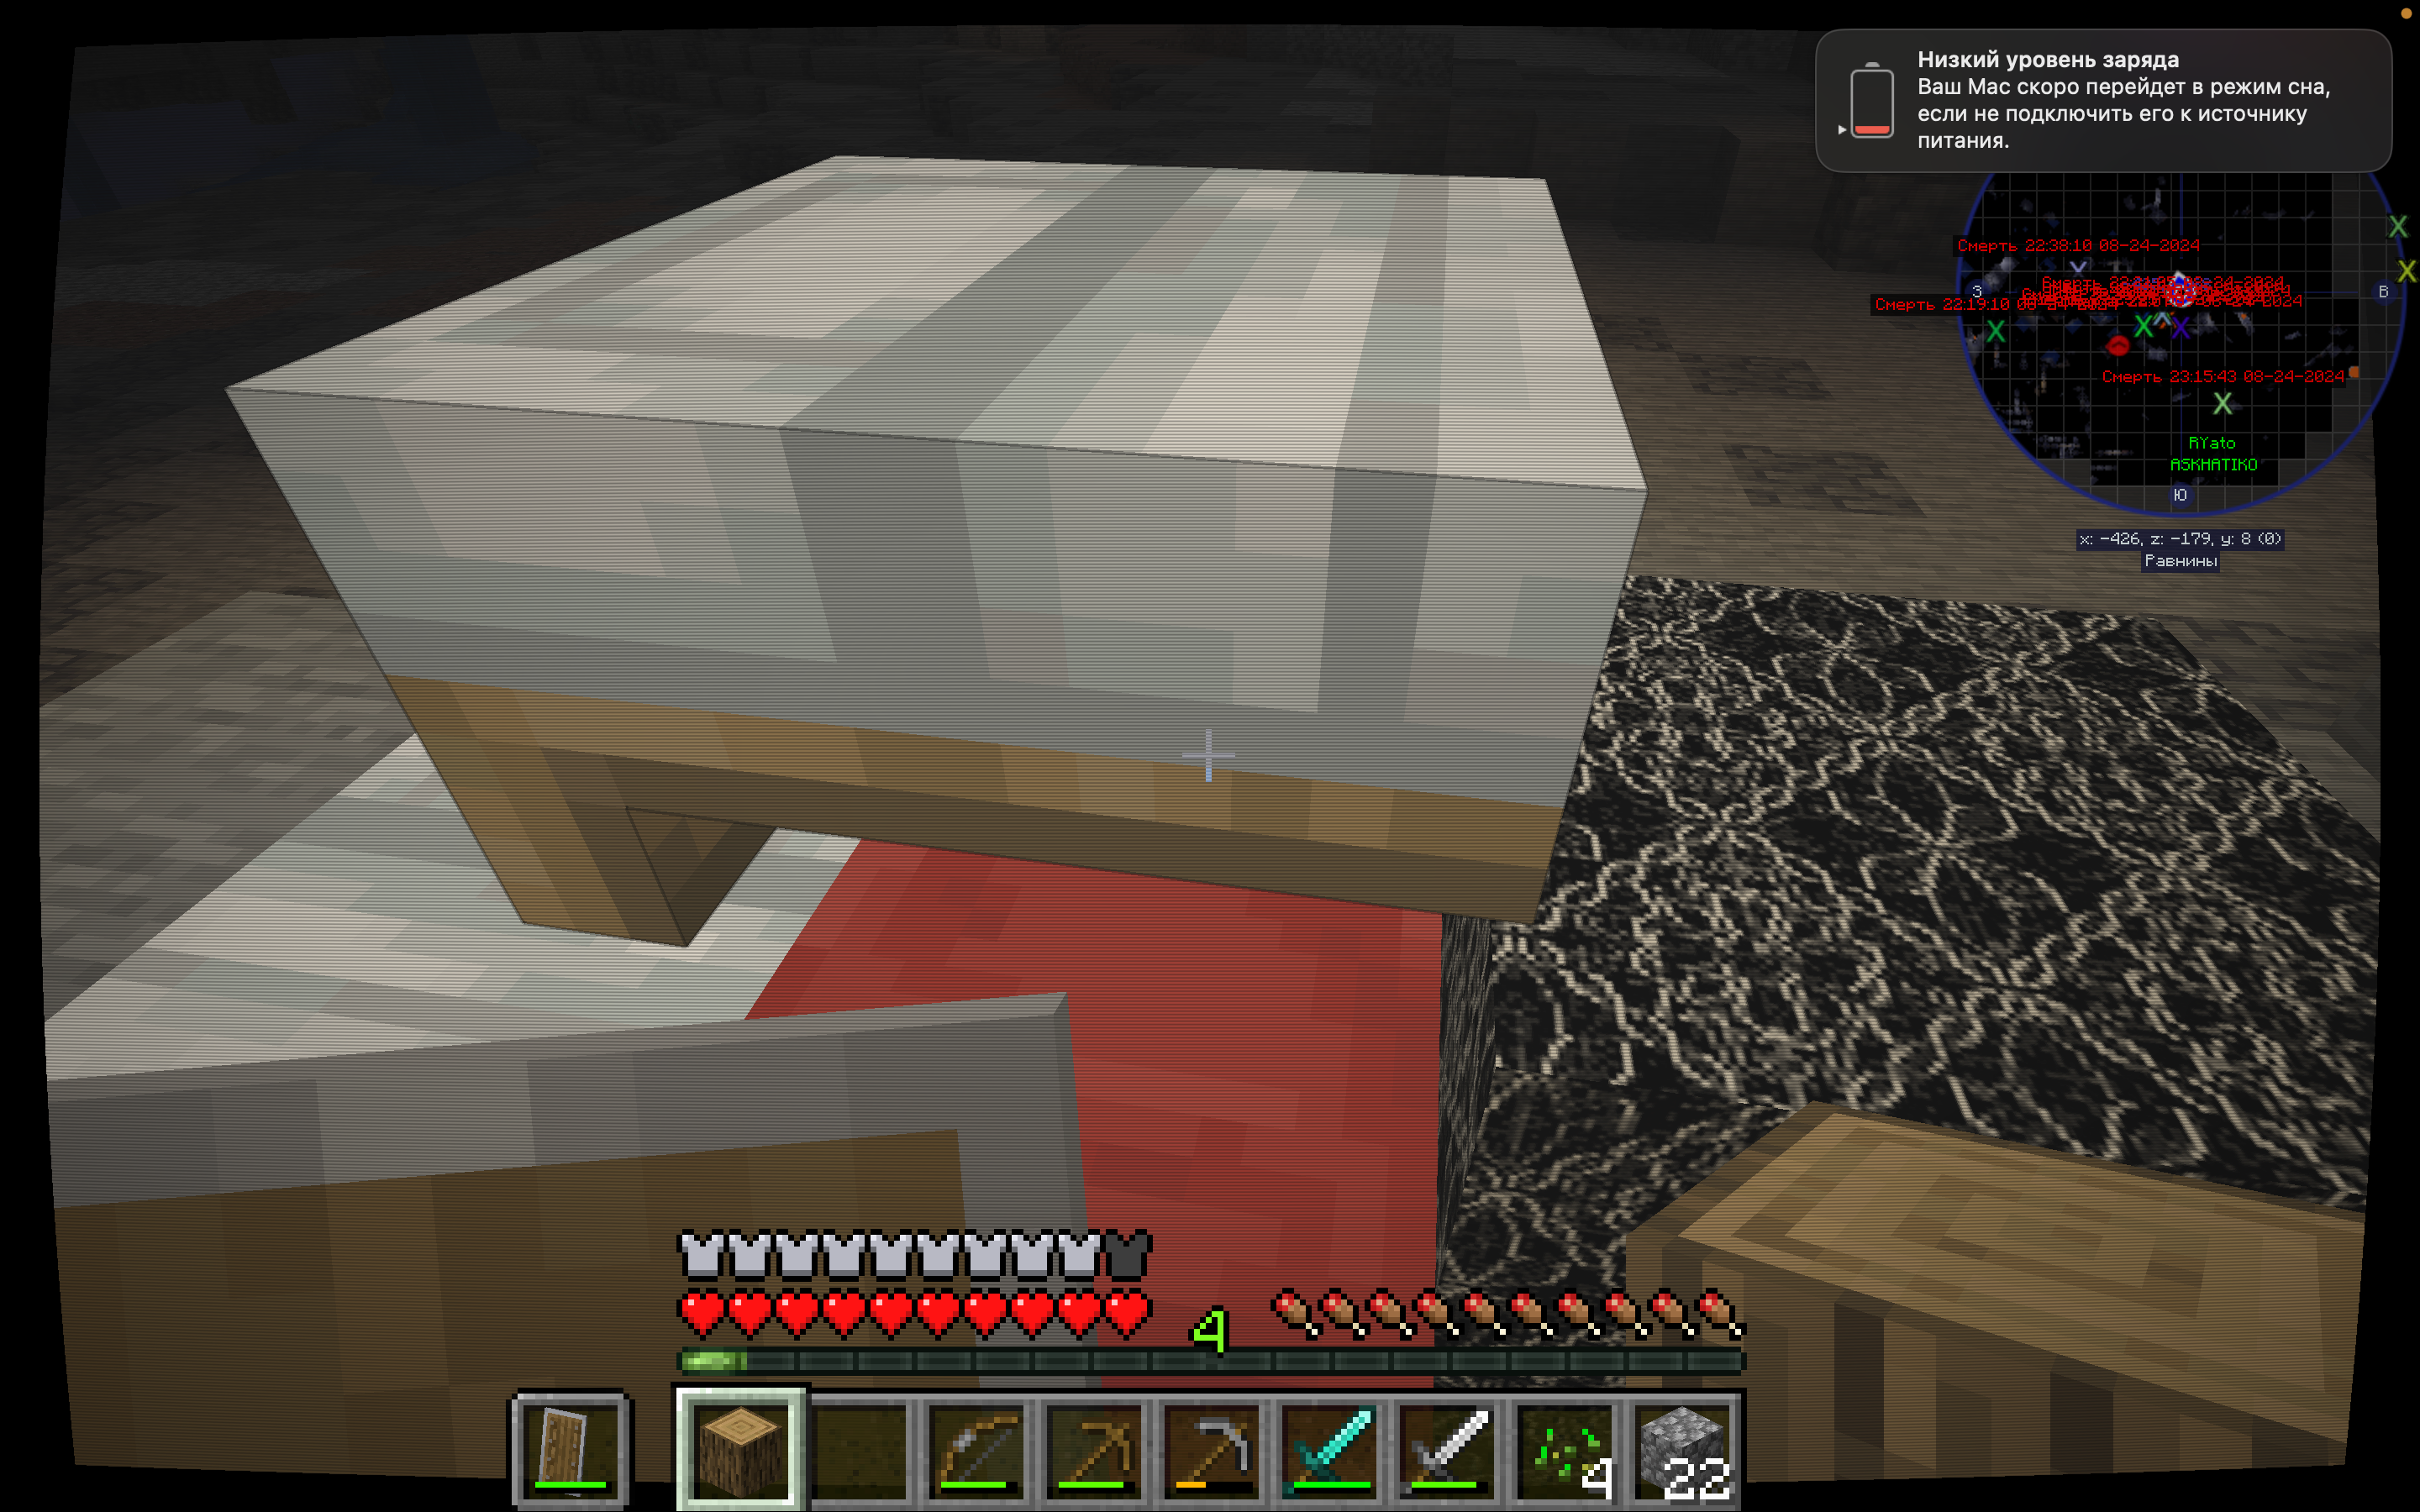 Низкий уровень заряда
Ваш Mac скоро перейдет в режим сна,
если не подключить его к источнику
питания.
Смерть 22:38:10 08-24-2024
З
В
Смерть 22:19:10
Смерть 23:15:43 08-24-2024
RYato
ASKHATIKO
Ю
x: -426, z: -179, y: 8 (0)
Равнины
4
4
22